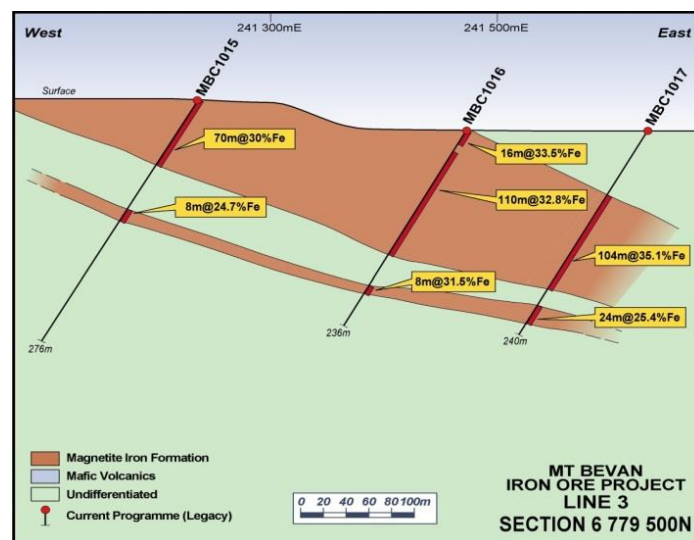 241 300mE
241 500mE
West
East
Surface
MBC1015
MBC1016
MBC1017
70m@30%Fe
16m@33.5%Fe
110m@32.8%Fe
8m@24.7%Fe
104m@35.1%Fe
8m@31.5%Fe
24m@25.4%Fe
276m
236m
240m
Magnetite Iron Formation
Mafic Volcanics
Undifferentiated
Current Programme (Legacy)
0 20 40 60 80 100m
MT BEVAN
IRON ORE PROJECT
LINE 3
SECTION 6 779 500N